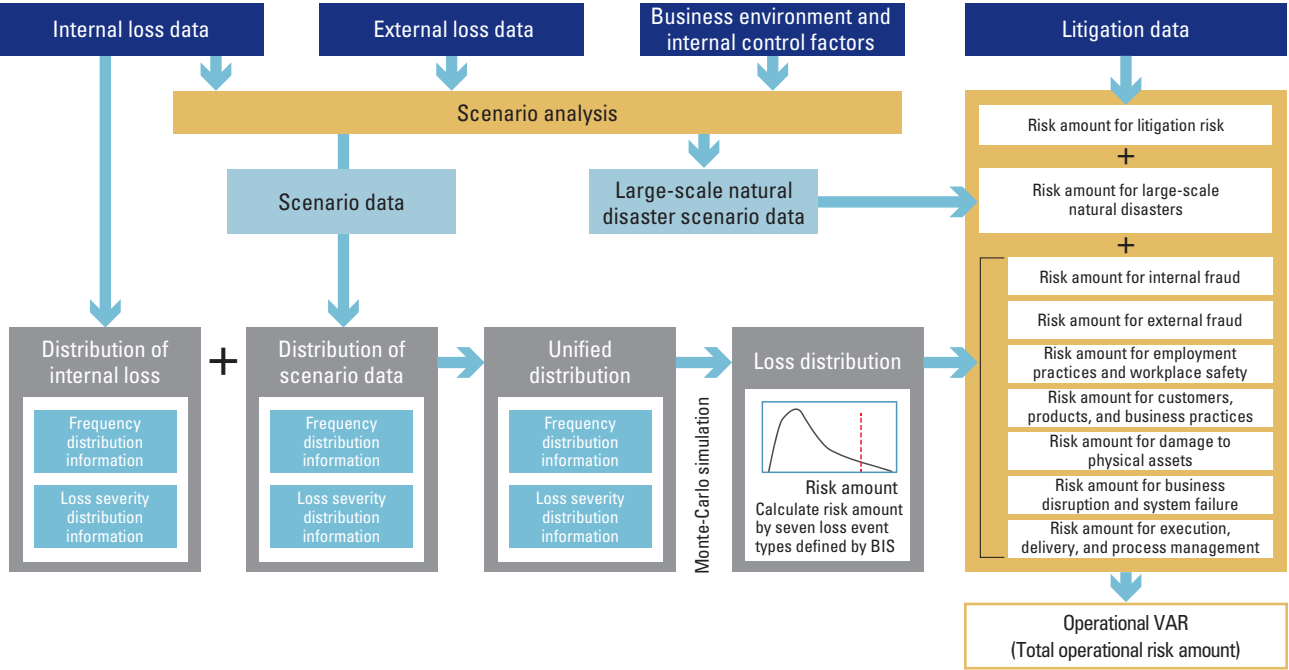 Internal loss data
External loss data
Business environment and
internal control factors
Litigation data
Scenario analysis
Risk amount for litigation risk
+
Scenario data
Large-scale natural
disaster scenario data
Risk amount for large-scale
natural disasters
+
Risk amount for internal fraud
Risk amount for external fraud
Risk amount for employment
practices and workplace safety
Risk amount for customers,
products, and business practices
Risk amount for damage to
physical assets
Risk amount for business
disruption and system failure
Risk amount for execution,
delivery, and process management
Distribution of
internal loss
Frequency
distribution
information
Loss severity
distribution
information
+
Distribution of
scenario data
Frequency
distribution
information
Loss severity
distribution
information
Unified
distribution
Frequency
distribution
information
Loss severity
distribution
information
Monte-Carlo simulation
Loss distribution
Risk amount
Calculate risk amount
by seven loss event
types defined by BIS
Operational VAR
(Total operational risk amount)